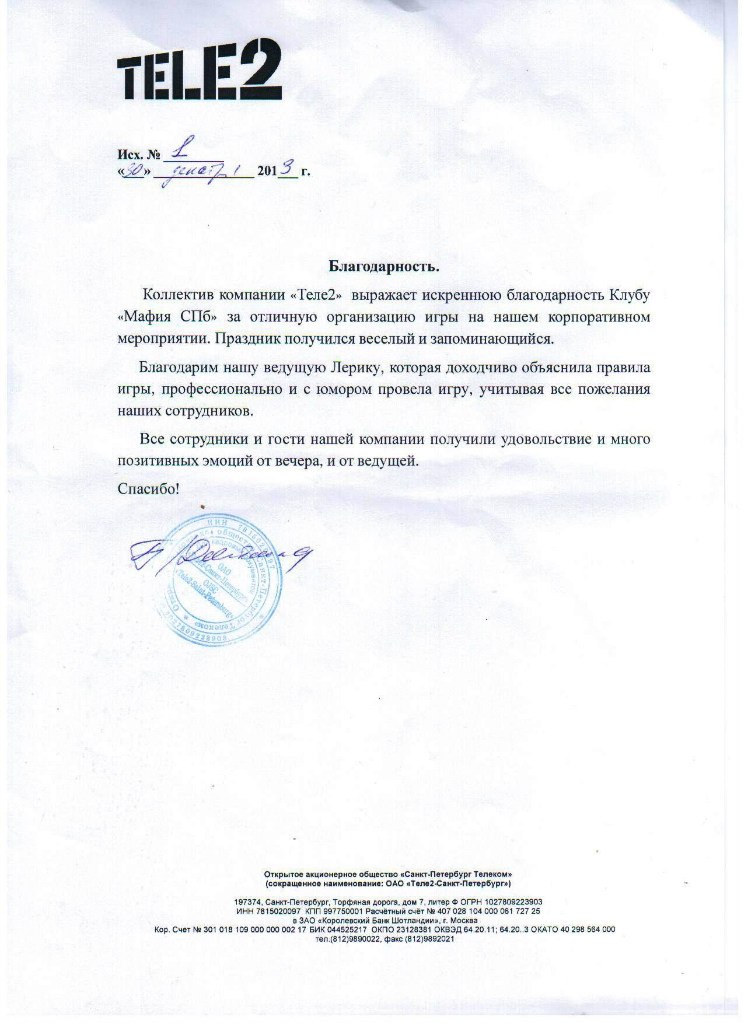 TELE2
Исх. № 1
«30» декабр 2013 г.
Благодарность.
Коллектив компании «Теле2» выражает искреннюю благодарность Клубу
«Мафия СПб» за отличную организацию игры на нашем корпоративном
мероприятии. Праздник получился веселый и запоминающийся.
Благодарим нашу ведущую Лерику, которая доходчиво объяснила правила
игры, профессионально и с юмором провела игру, учитывая все пожелания
наших сотрудников.
Все сотрудники и гости нашей компании получили удовольствие и много
позитивных эмоций от вечера, и от ведущей.
Спасибо!
ОАО
Открытое акционерное общество «Санкт-Петербург Телеком»
(сокращенное наименование: ОАО «Теле2-Санкт-Петербург»)
197374, Санкт-Петербург, Торфяная дорога, дом 7, литер Ф ОГРН 1027809223903
ИНН 7815020097 КПП 997750001 Расчётный счёт № 407 028 104 000 061 727 25
в ЗАО «Королевский Банк Шотландии», г. Москва
Кор. Счет № 301 018 109 000 000 002 17 БИК 044525217 ОКПО 23128381 ОКВЭД 64.20.11; 64.20..3 ОКАТО 40 298 564 000
тел.(812)9890022, факс (812)9892021